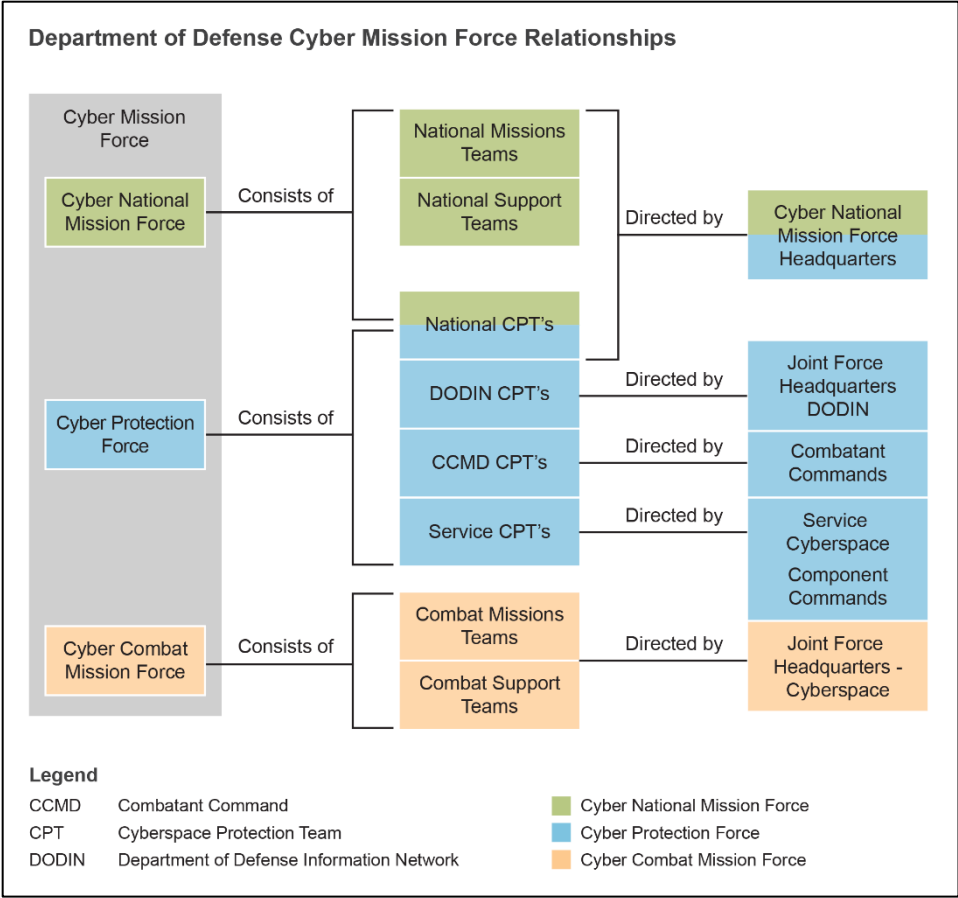 Department of Defense Cyber Mission Force Relationships
Cyber Mission
Force
Cyber National
Mission Force
Consists of
National Missions
Teams
National Support
Teams
Directed by
Cyber National
Mission Force
Headquarters
National CPT's
Cyber Protection
Force
Consists of
DODIN CPT's
Directed by
Joint Force
Headquarters
DODIN
CCMD CPT's
Directed by
Combatant
Commands
Service CPT's
Directed by
Service
Cyberspace
Component
Commands
Cyber Combat
Mission Force
Consists of
Combat Missions
Teams
Combat Support
Teams
Directed by
Joint Force
Headquarters -
Cyberspace
Legend
CCMD Combatant Command
CPT Cyberspace Protection Team
DODIN Department of Defense Information Network
Cyber National Mission Force
Cyber Protection Force
Cyber Combat Mission Force